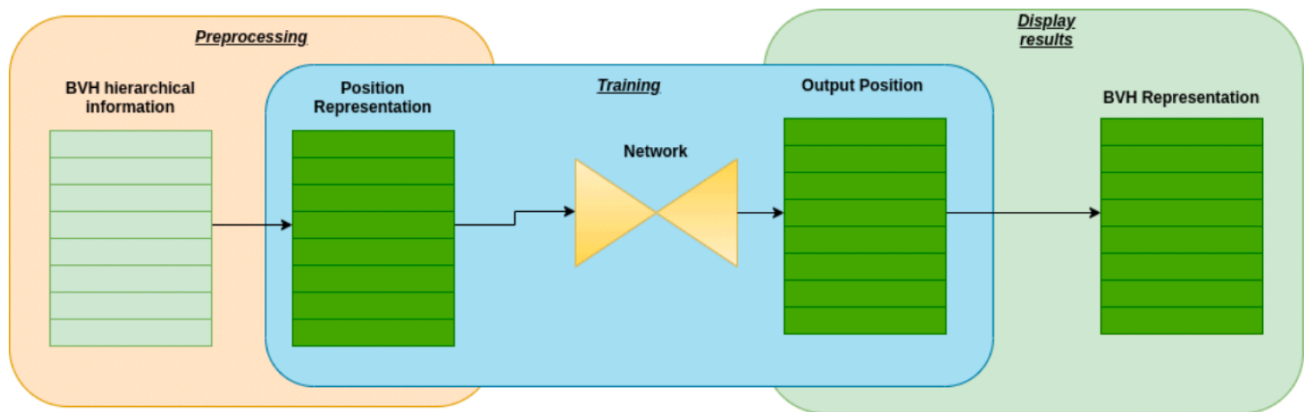 Preprocessing
BVH hierarchical
information
Position
Representation
Training
Network
Output Position
Display
results
BVH Representation